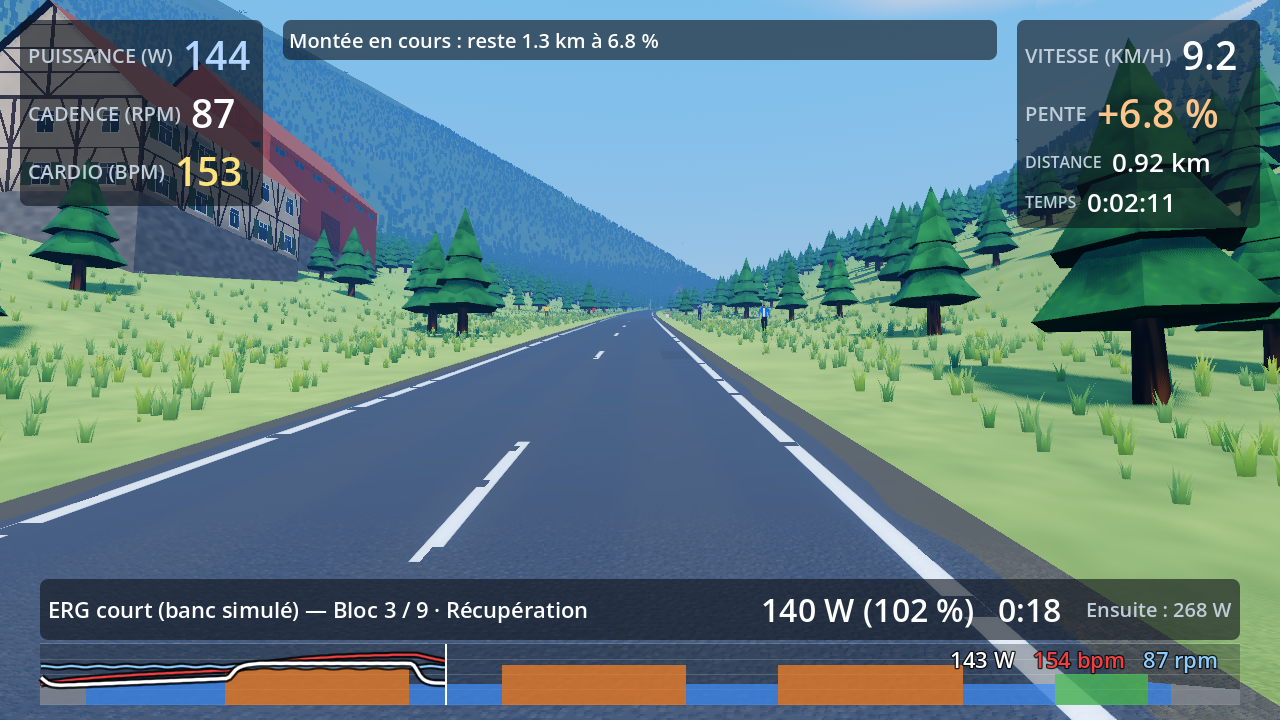 PUISSANCE (W) 144
CADENCE (RPM) 87
CARDIO (BPM) 153
Montée en cours : reste 1.3 km à 6.8 %
VITESSE (KM/H) 9.2
PENTE +6.8 %
DISTANCE 0.92 km
TEMPS 0:02:11
ERG court (banc simulé) — Bloc 3 / 9 · Récupération 140 W (102 %) 0:18 Ensuite : 268 W
143 W 154 bpm 87 rpm